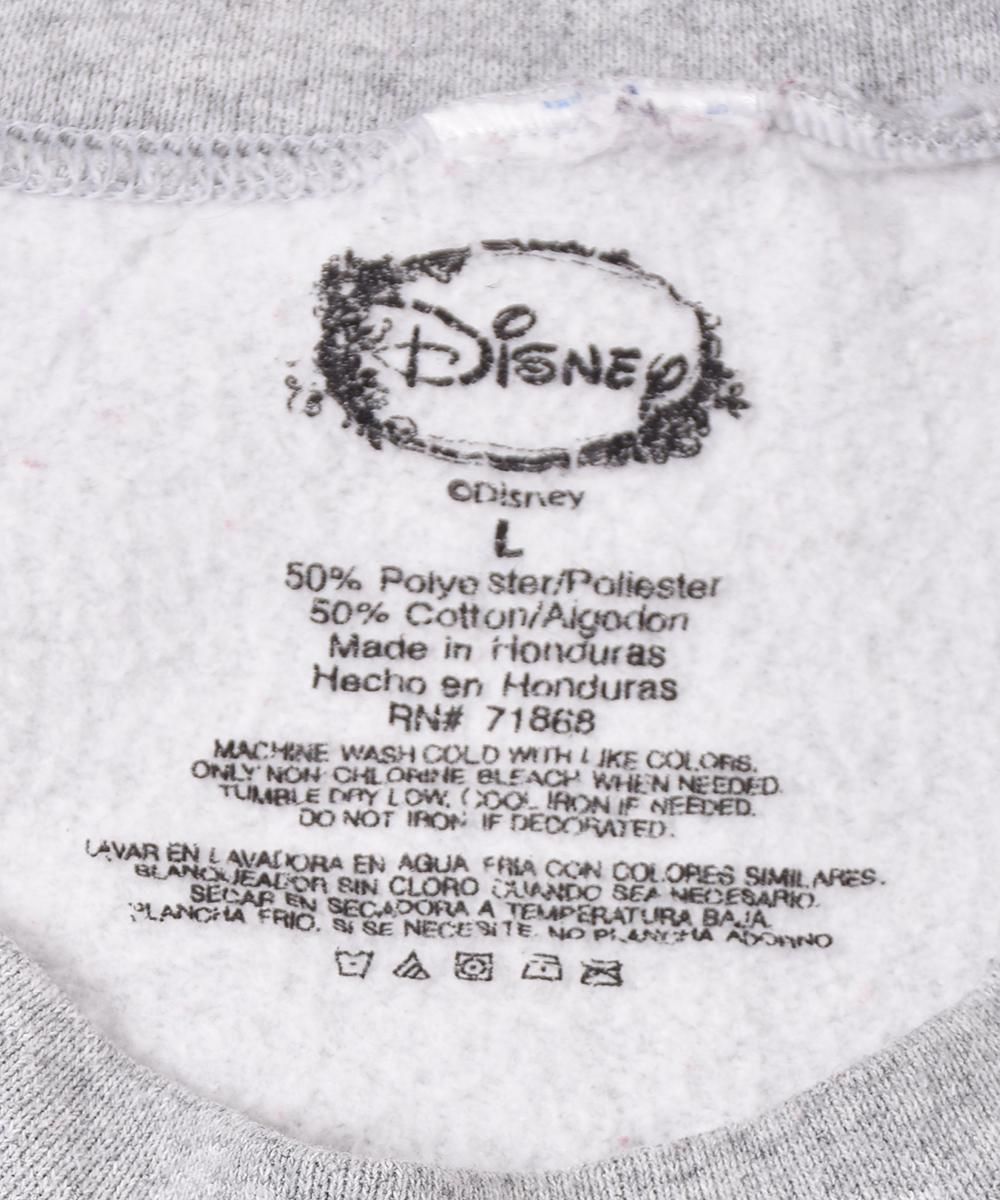 Disney
©Disney
L
50% Polyester/Poliester
50% Cotton/Algodon
Made in Honduras
Hecho en Honduras
RN# 71868
MACHINE WASH COLD WITH LIKE COLORS.
ONLY NON CHLORINE BLEACH WHEN NEEDED.
TUMBLE DRY LOW. COOL IRON IF NEEDED.
DO NOT IRON IF DECORATED.
LAVAR EN LAVADORA EN AGUA FRIA CON COLORES SIMILARES.
BLANQUEADOR SIN CLORO CUANDO SEA NECESARIO.
SECAR EN SECADORA A TEMPERATURA BAJA.
PLANCHA FRIO. SI SE NECESITE. NO PLANCHA ADORNO